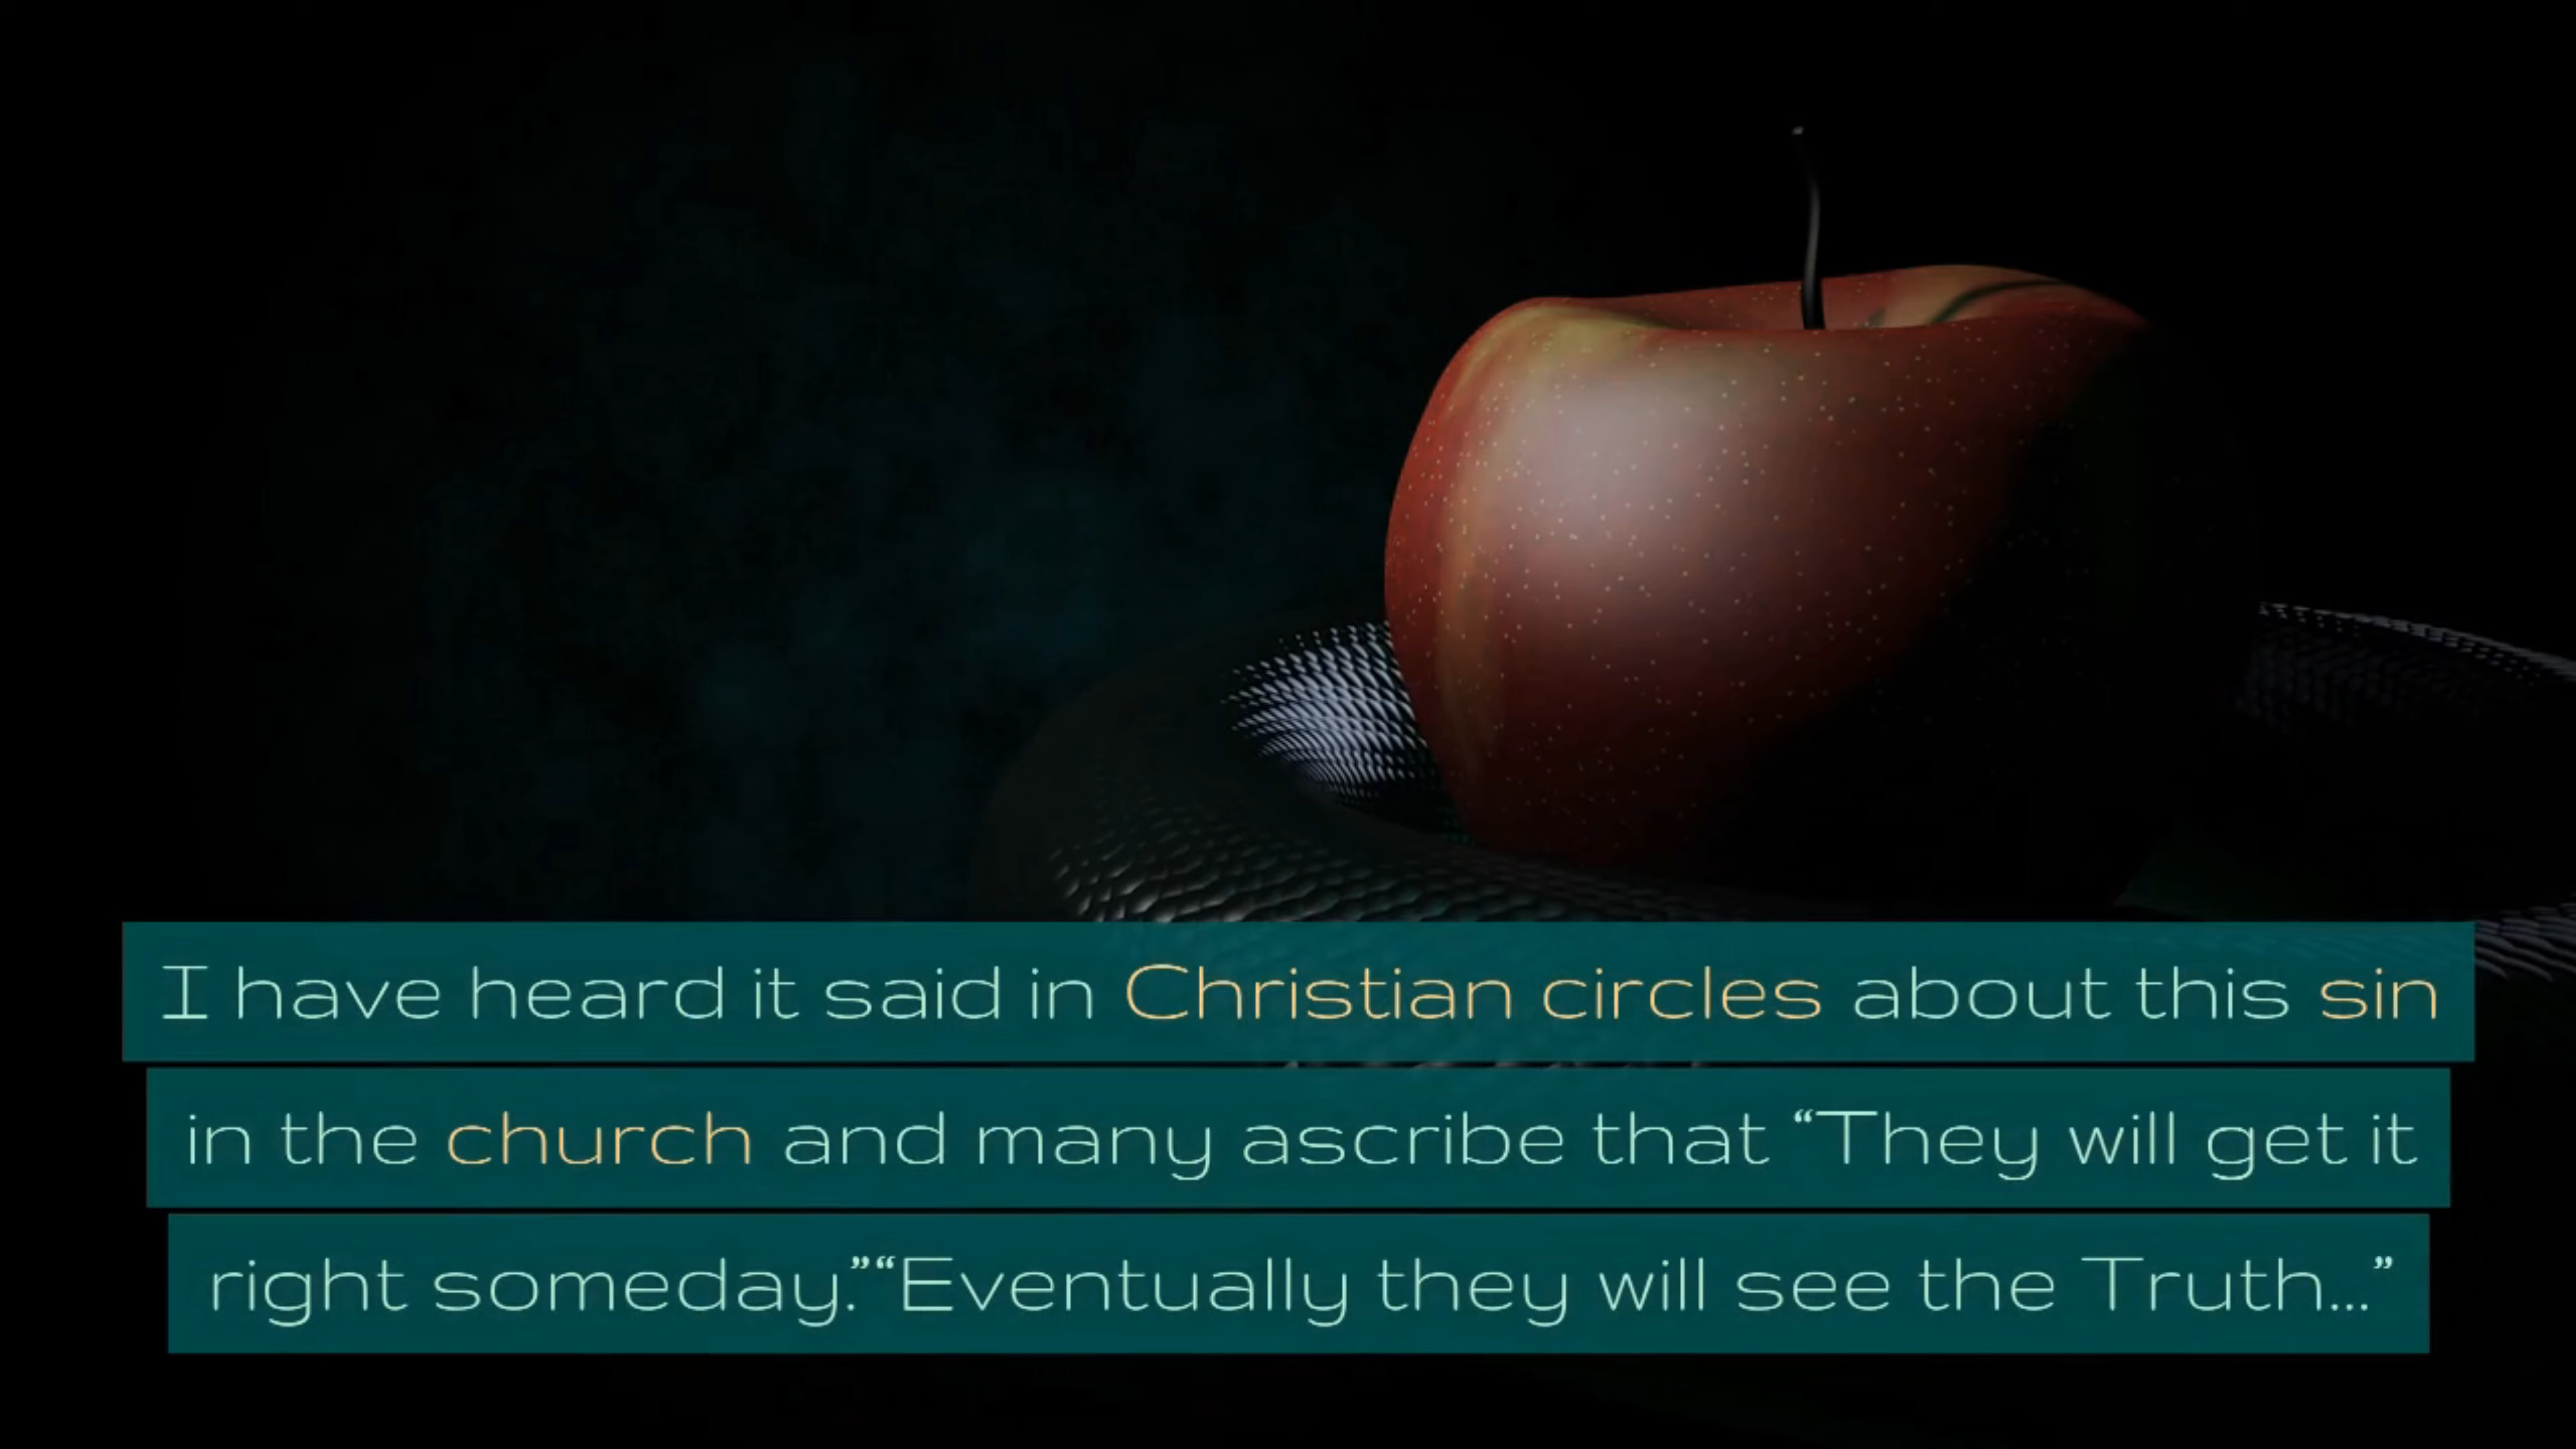 I have heard it said in Christian circles about this sin
in the church and many ascribe that “They will get it
right someday.”“Eventually they will see the Truth...”